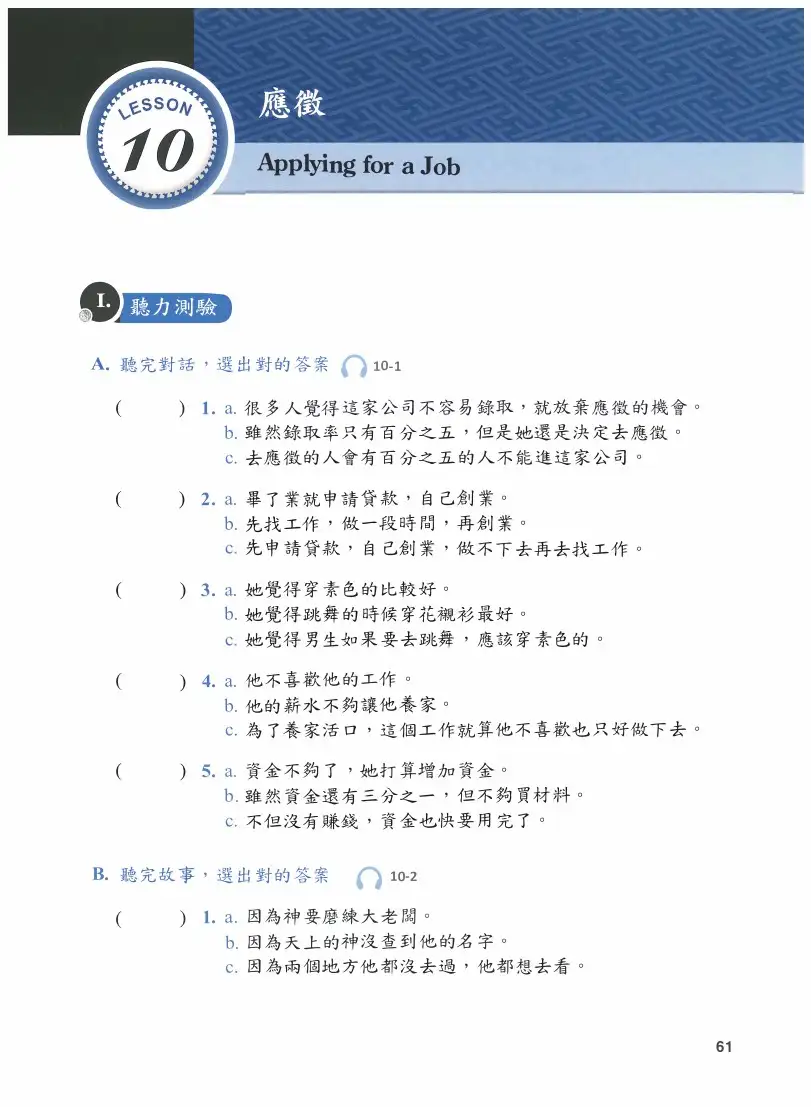 LESSON
10
應徵
Applying for a Job
I. 聽力測驗
A. 聽完對話，選出對的答案 10-1
( ) 1. a. 很多人覺得這家公司不容易錄取，就放棄應徵的機會。
b. 雖然錄取率只有百分之五，但是她還是決定去應徵。
c. 去應徵的人會有百分之五的人不能進這家公司。
( ) 2. a. 畢了業就申請貸款，自己創業。
b. 先找工作，做一段時間，再創業。
c. 先申請貸款，自己創業，做不下去再去找工作。
( ) 3. a. 她覺得穿素色的比較好。
b. 她覺得跳舞的時候穿花襯衫最好。
c. 她覺得男生如果要去跳舞，應該穿素色的。
( ) 4. a. 他不喜歡他的工作。
b. 他的薪水不夠讓他養家。
c. 為了養家活口，這個工作就算他不喜歡也只好做下去。
( ) 5. a. 資金不夠了，她打算增加資金。
b. 雖然資金還有三分之一，但不夠買材料。
c. 不但沒有賺錢，資金也快要用完了。
B. 聽完故事，選出對的答案 10-2
( ) 1. a. 因為神要磨練大老闆。
b. 因為天上的神沒查到他的名字。
c. 因為兩個地方他都沒去過，他都想去看。
61